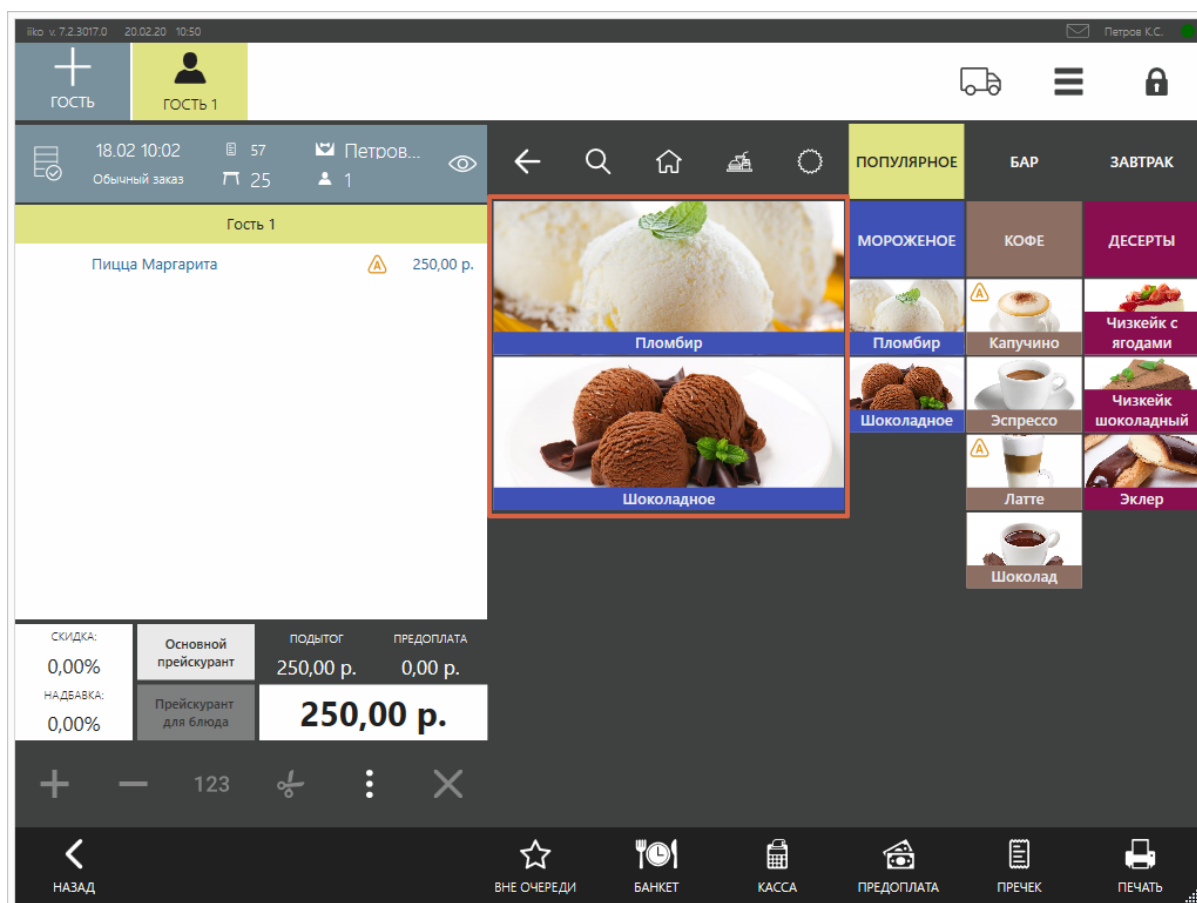 iiko v. 7.2.3017.0 20.02.20 10:50 Петров К.С.
ГОСТЬ ГОСТЬ 1
18.02 10:02 57 Петров...
Обычный заказ 25 1
ПОПУЛЯРНОЕ БАР ЗАВТРАК
Гость 1
Пицца Маргарита А 250,00 р.
МОРОЖЕНОЕ КОФЕ ДЕСЕРТЫ
Пломбир
Шоколадное
Пломбир
Шоколадное
А
Капучино
Эспрессо
А
Латте
Шоколад
Чизкейк с
ягодами
Чизкейк
шоколадный
Эклер
СКИДКА:
0,00%
НАДБАВКА:
0,00%
Основной
прейскурант
Прейскурант
для блюда
ПОДЫТОГ ПРЕДОПЛАТА
250,00 р. 0,00 р.
250,00 р.
123
НАЗАД ВНЕ ОЧЕРЕДИ БАНКЕТ КАССА ПРЕДОПЛАТА ПРЕЧЕК ПЕЧАТЬ